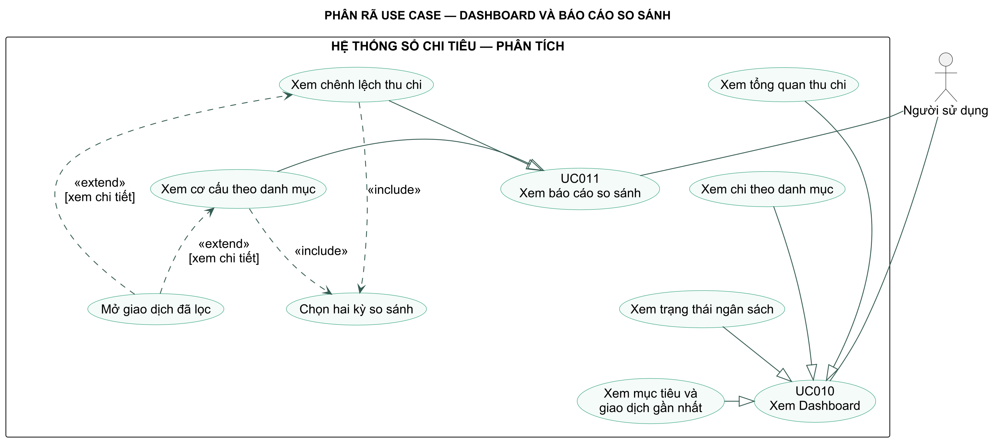 PHÂN RÃ USE CASE — DASHBOARD VÀ BÁO CÁO SO SÁNH
HỆ THỐNG SỔ CHI TIÊU — PHÂN TÍCH
Xem chênh lệch thu chi
Xem tổng quan thu chi
Người sử dụng
«extend»
[xem chi tiết]
Xem cơ cấu theo danh mục
«include»
UC011
Xem báo cáo so sánh
Xem chi theo danh mục
«extend»
[xem chi tiết]
«include»
Mở giao dịch đã lọc
Chọn hai kỳ so sánh
Xem trạng thái ngân sách
Xem mục tiêu và
giao dịch gần nhất
UC010
Xem Dashboard